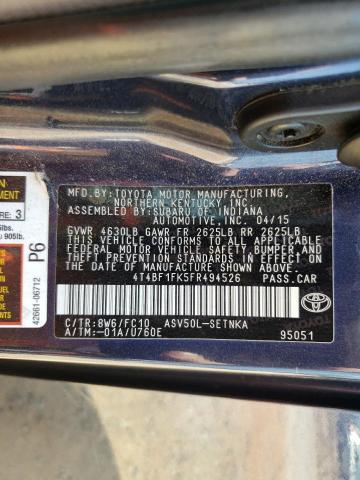 MFD.BY:TOYOTA MOTOR MANUFACTURING,
NORTHERN KENTUCKY,INC.
ASSEMBLED BY:SUBARU OF INDIANA
AUTOMOTIVE,INC. 04/15
GVWR 4630LB GAWR FR 2625LB RR 2625LB
THIS VEHICLE CONFORMS TO ALL APPLICABLE
FEDERAL MOTOR VEHICLE SAFETY,BUMPER AND
THEFT PREVENTION STANDARDS IN EFFECT ON
THE DATE OF MANUFACTURE SHOWN ABOVE.
4T4BF1FK5FR494526 PASS.CAR
C/TR:8W6/FC10 ASV50L-SETNKA
A/TM:-01A/U760E 95051
TOYOTA
3
905lb.
P6
42661-06712